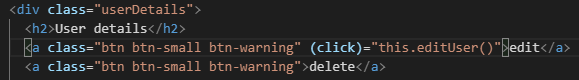 <div class="userDetails">
<h2>User details</h2>
<a class="btn btn-small btn-warning" (click)="this.editUser()">edit</a>
<a class="btn btn-small btn-warning">delete</a>